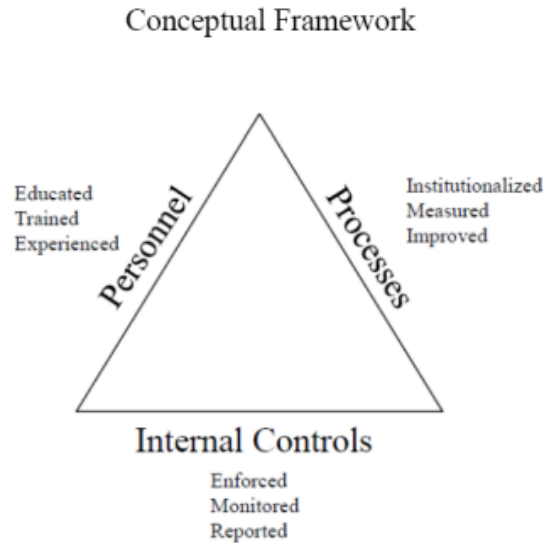 Conceptual Framework
Educated
Trained
Experienced
Personnel
Processes
Institutionalized
Measured
Improved
Internal Controls
Enforced
Monitored
Reported